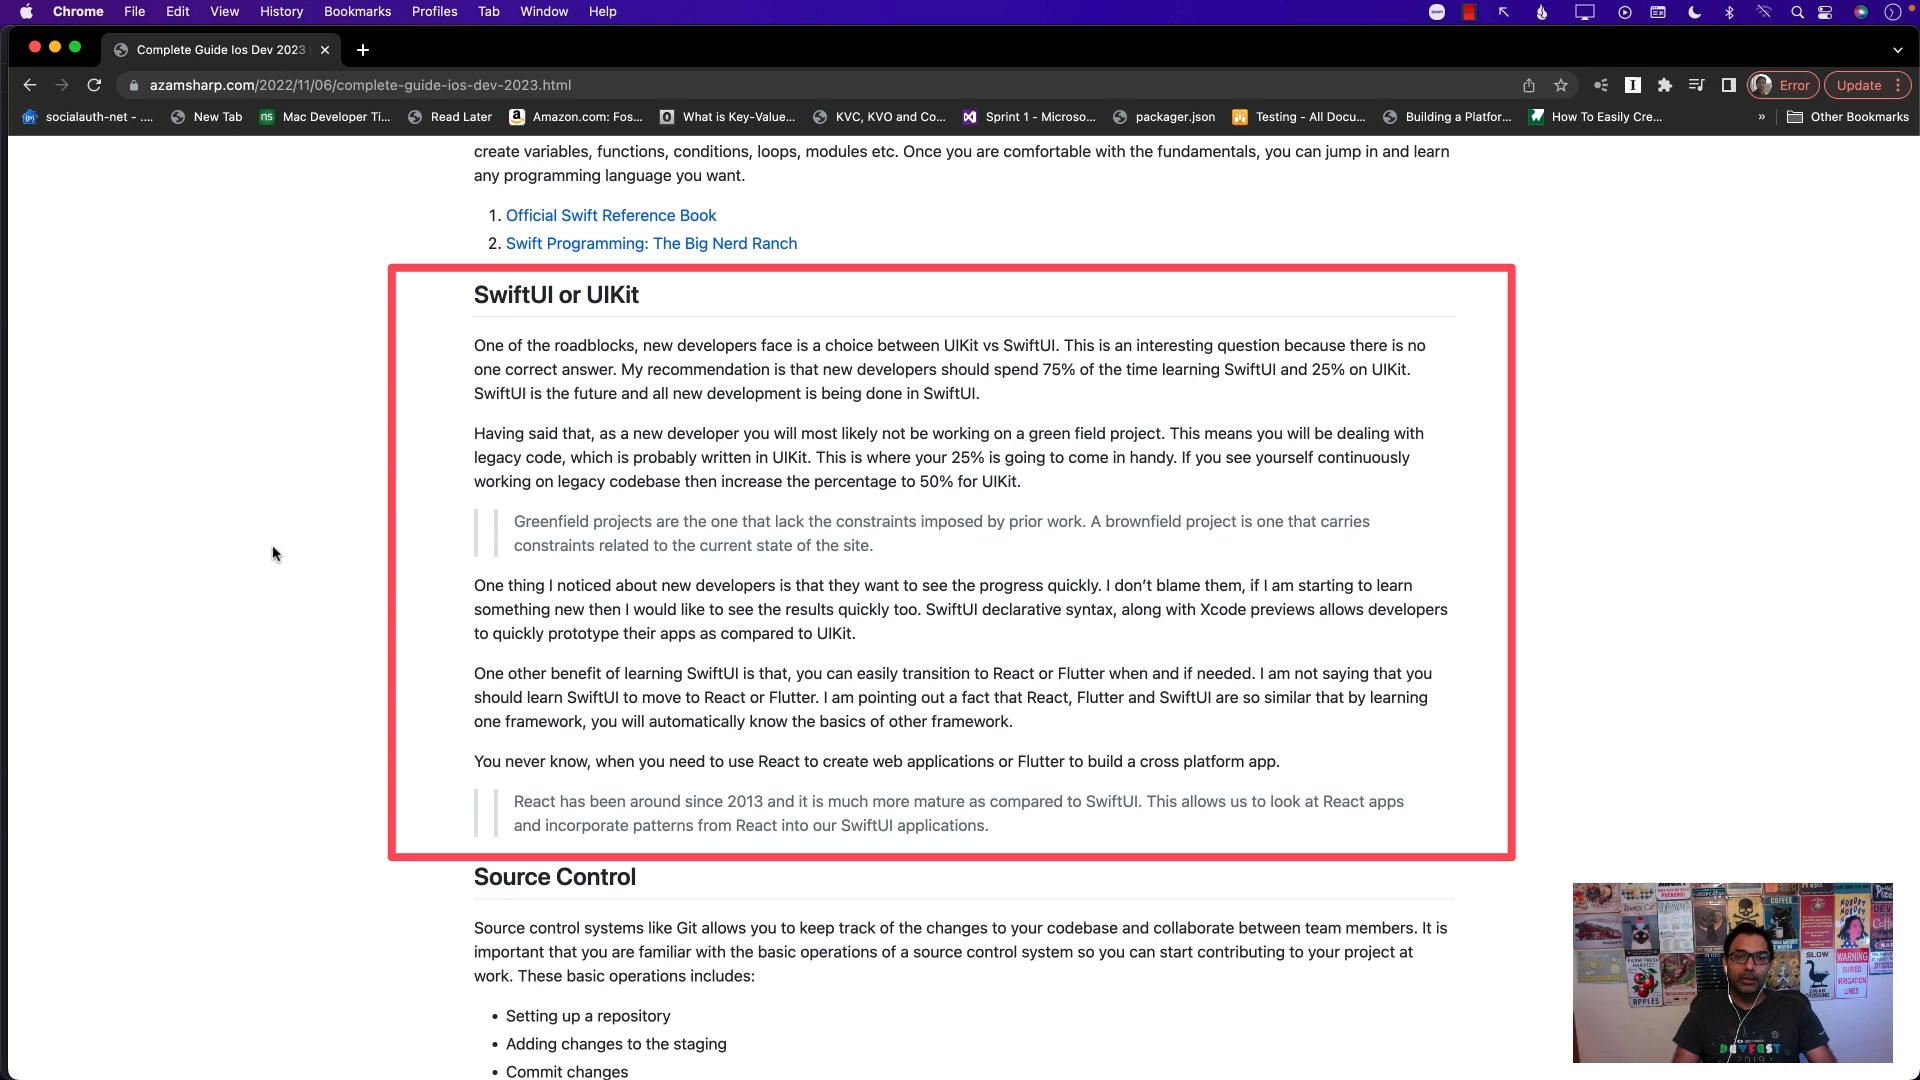 Chrome File Edit View History Bookmarks Profiles Tab Window Help
Complete Guide Ios Dev 2023
azamsharp.com/2022/11/06/complete-guide-ios-dev-2023.html
Error
Update
socialauth-net - ....
New Tab
Mac Developer Ti...
Read Later
Amazon.com: Fos...
What is Key-Value...
KVC, KVO and Co...
Sprint 1 - Microso...
packager.json
Testing - All Docu...
Building a Platfor...
How To Easily Cre...
» Other Bookmarks
create variables, functions, conditions, loops, modules etc. Once you are comfortable with the fundamentals, you can jump in and learn
any programming language you want.
1. Official Swift Reference Book
2. Swift Programming: The Big Nerd Ranch
SwiftUI or UIKit
One of the roadblocks, new developers face is a choice between UIKit vs SwiftUI. This is an interesting question because there is no
one correct answer. My recommendation is that new developers should spend 75% of the time learning SwiftUI and 25% on UIKit.
SwiftUI is the future and all new development is being done in SwiftUI.
Having said that, as a new developer you will most likely not be working on a green field project. This means you will be dealing with
legacy code, which is probably written in UIKit. This is where your 25% is going to come in handy. If you see yourself continuously
working on legacy codebase then increase the percentage to 50% for UIKit.
Greenfield projects are the one that lack the constraints imposed by prior work. A brownfield project is one that carries
constraints related to the current state of the site.
One thing I noticed about new developers is that they want to see the progress quickly. I don’t blame them, if I am starting to learn
something new then I would like to see the results quickly too. SwiftUI declarative syntax, along with Xcode previews allows developers
to quickly prototype their apps as compared to UIKit.
One other benefit of learning SwiftUI is that, you can easily transition to React or Flutter when and if needed. I am not saying that you
should learn SwiftUI to move to React or Flutter. I am pointing out a fact that React, Flutter and SwiftUI are so similar that by learning
one framework, you will automatically know the basics of other framework.
You never know, when you need to use React to create web applications or Flutter to build a cross platform app.
React has been around since 2013 and it is much more mature as compared to SwiftUI. This allows us to look at React apps
and incorporate patterns from React into our SwiftUI applications.
Source Control
Source control systems like Git allows you to keep track of the changes to your codebase and collaborate between team members. It is
important that you are familiar with the basic operations of a source control system so you can start contributing to your project at
work. These basic operations includes:
• Setting up a repository
• Adding changes to the staging
• Commit changes
COFFEE
NOBODY
FARM FRESH
HARVEST
APPLES
SLOW
SWAN
CROSSING
WARNING
BURIED
IRRIGATION
LINES
DEVFEST